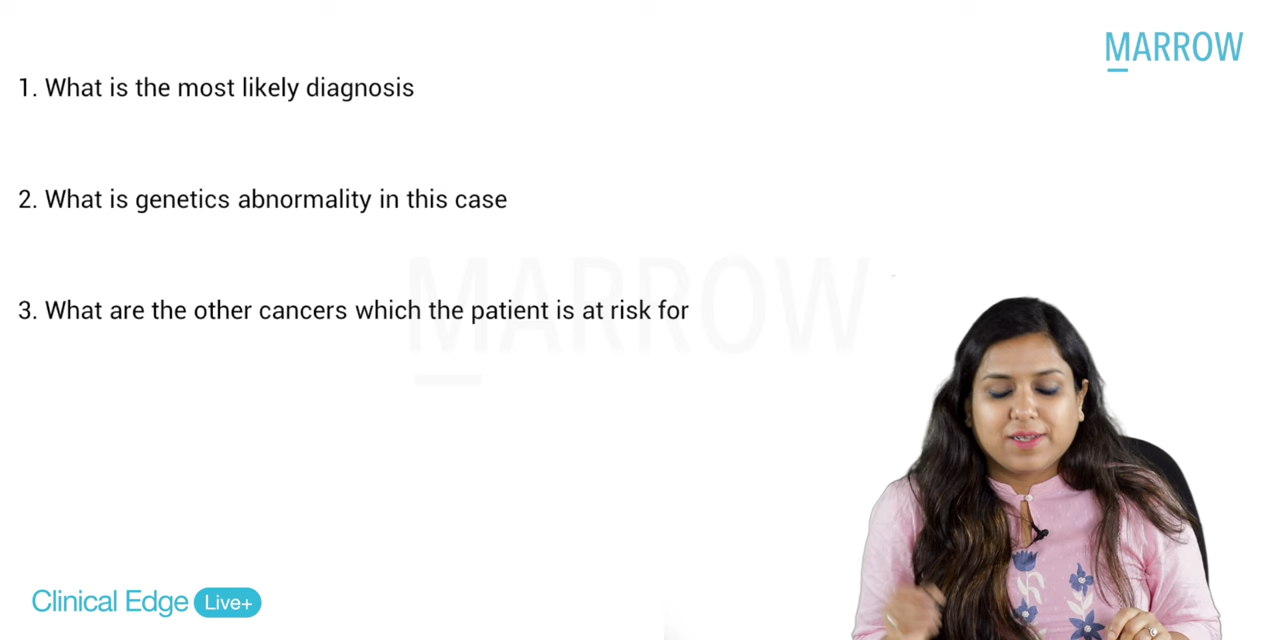 MARROW
1. What is the most likely diagnosis
2. What is genetics abnormality in this case
MARROW
3. What are the other cancers which the patient is at risk for
Clinical Edge Live+